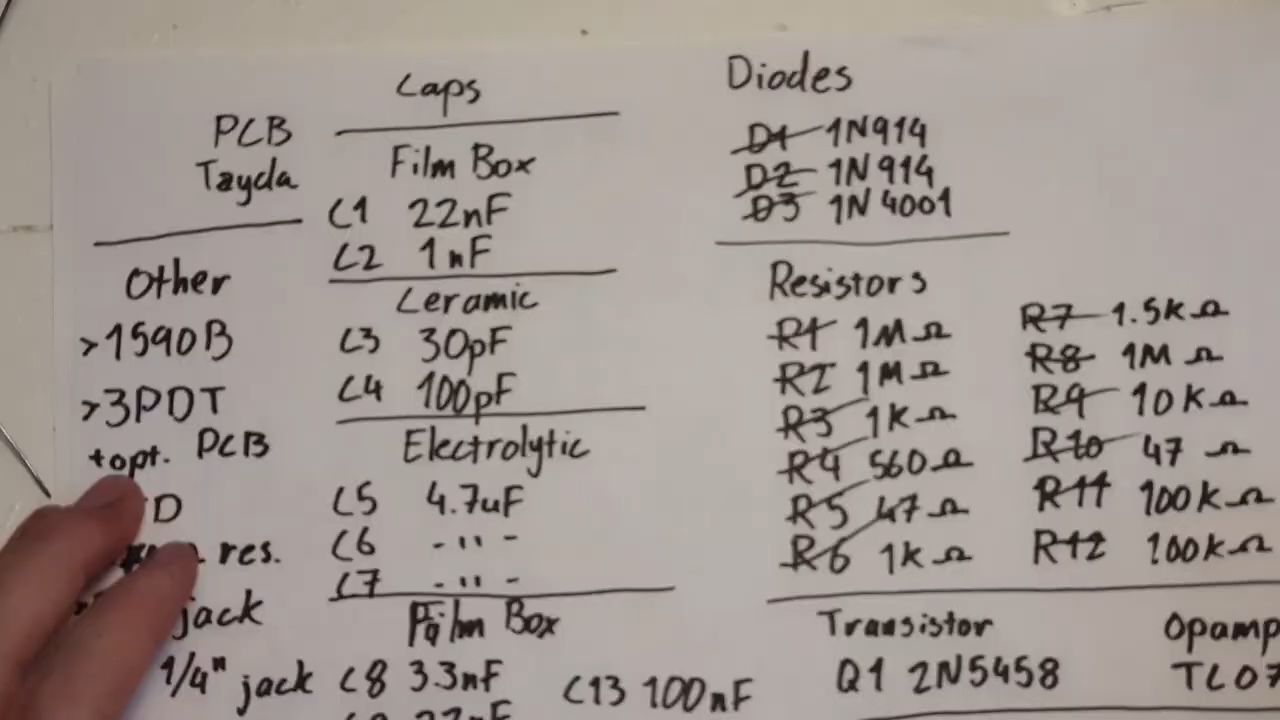 PCB
Tayda
Other
>1590B
>3PDT
+opt. PCB
D
res.
jack
1/4" jack
Caps
Film Box
C1 22nF
C2 1nF
Ceramic
C3 30pF
C4 100pF
Electrolytic
C5 4.7uF
C6 -"-
C7 -"-
Film Box
C8 3.3nF
C13 100nF
Diodes
D1 1N914
D2 1N914
D3 1N4001
Resistors
R1 1MΩ
R2 1MΩ
R3 1kΩ
R4 560Ω
R5 47Ω
R6 1kΩ
R7 1.5kΩ
R8 1MΩ
R9 10kΩ
R10 47Ω
R11 100kΩ
R12 100kΩ
Transistor
Q1 2N5458
Opamp
TL07